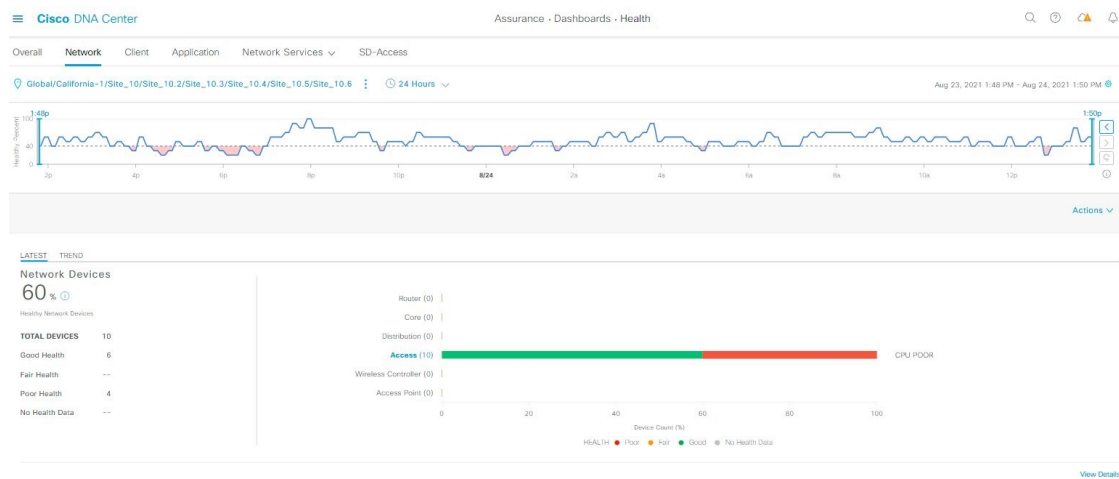 Cisco DNA Center
Assurance · Dashboards · Health
Overall Network Client Application Network Services SD-Access
Global/California-1/Site_10/Site_10.2/Site_10.3/Site_10.4/Site_10.5/Site_10.6
24 Hours
Aug 23, 2021 1:48 PM - Aug 24, 2021 1:50 PM
1:48p 1:50p
Healthy Percent
100
40
0
2p 4p 6p 8p 10p 8/24 2a 4a 6a 8a 10a 12p
Actions
LATEST TREND
Network Devices
60 %
Healthy Network Devices
TOTAL DEVICES 10
Good Health 6
Fair Health --
Poor Health 4
No Health Data --
Router (0)
Core (0)
Distribution (0)
Access (10) CPU POOR
Wireless Controller (0)
Access Point (0)
0 20 40 60 80 100
Device Count (%)
HEALTH Poor Fair Good No Health Data
View Details